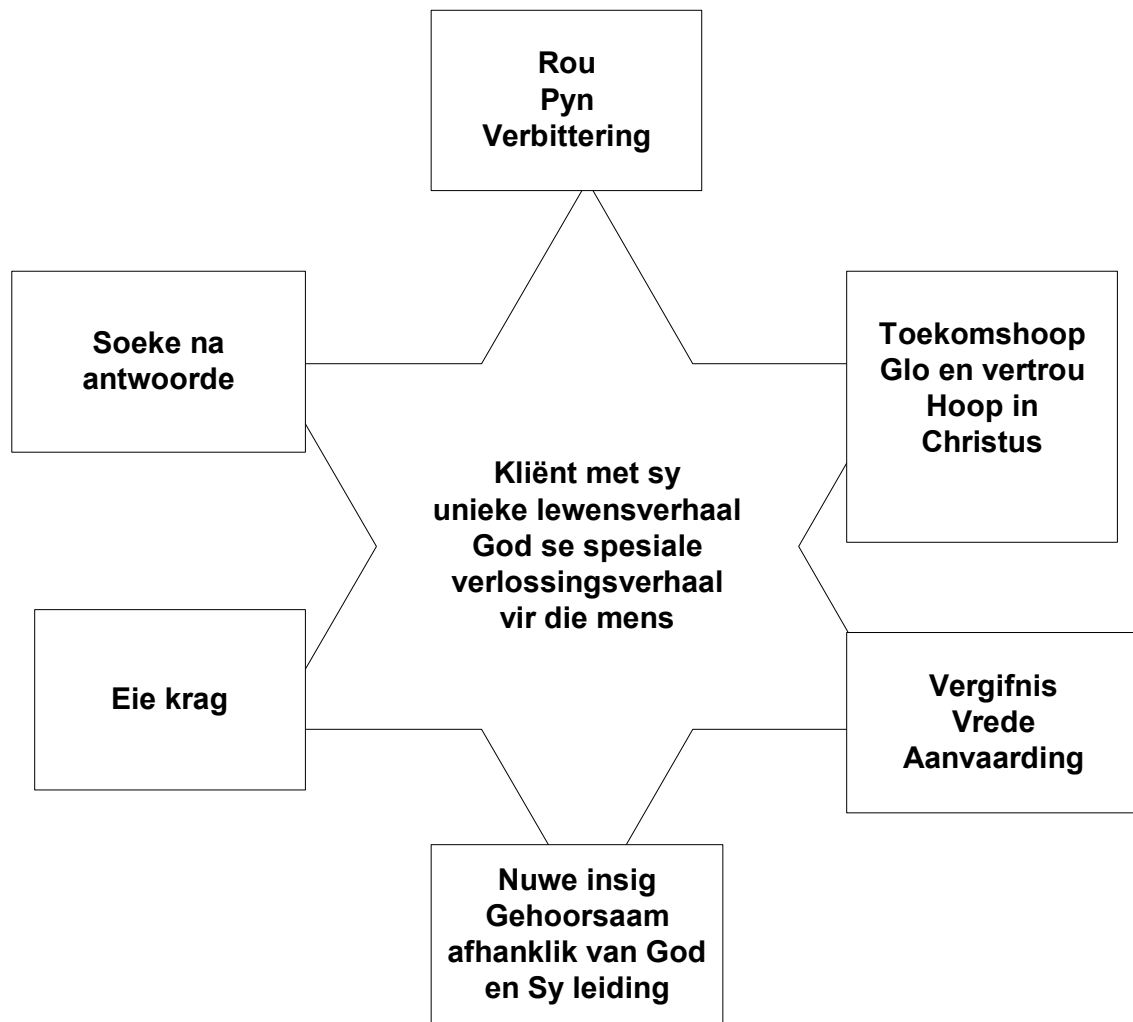 Rou
Pyn
Verbittering
Soeke na
antwoorde
Toekomshoop
Glo en vertrou
Hoop in
Christus
Kliënt met sy
unieke lewensverhaal
God se spesiale
verlossingsverhaal
vir die mens
Eie krag
Vergifnis
Vrede
Aanvaarding
Nuwe insig
Gehoorsaam
afhanklik van God
en Sy leiding